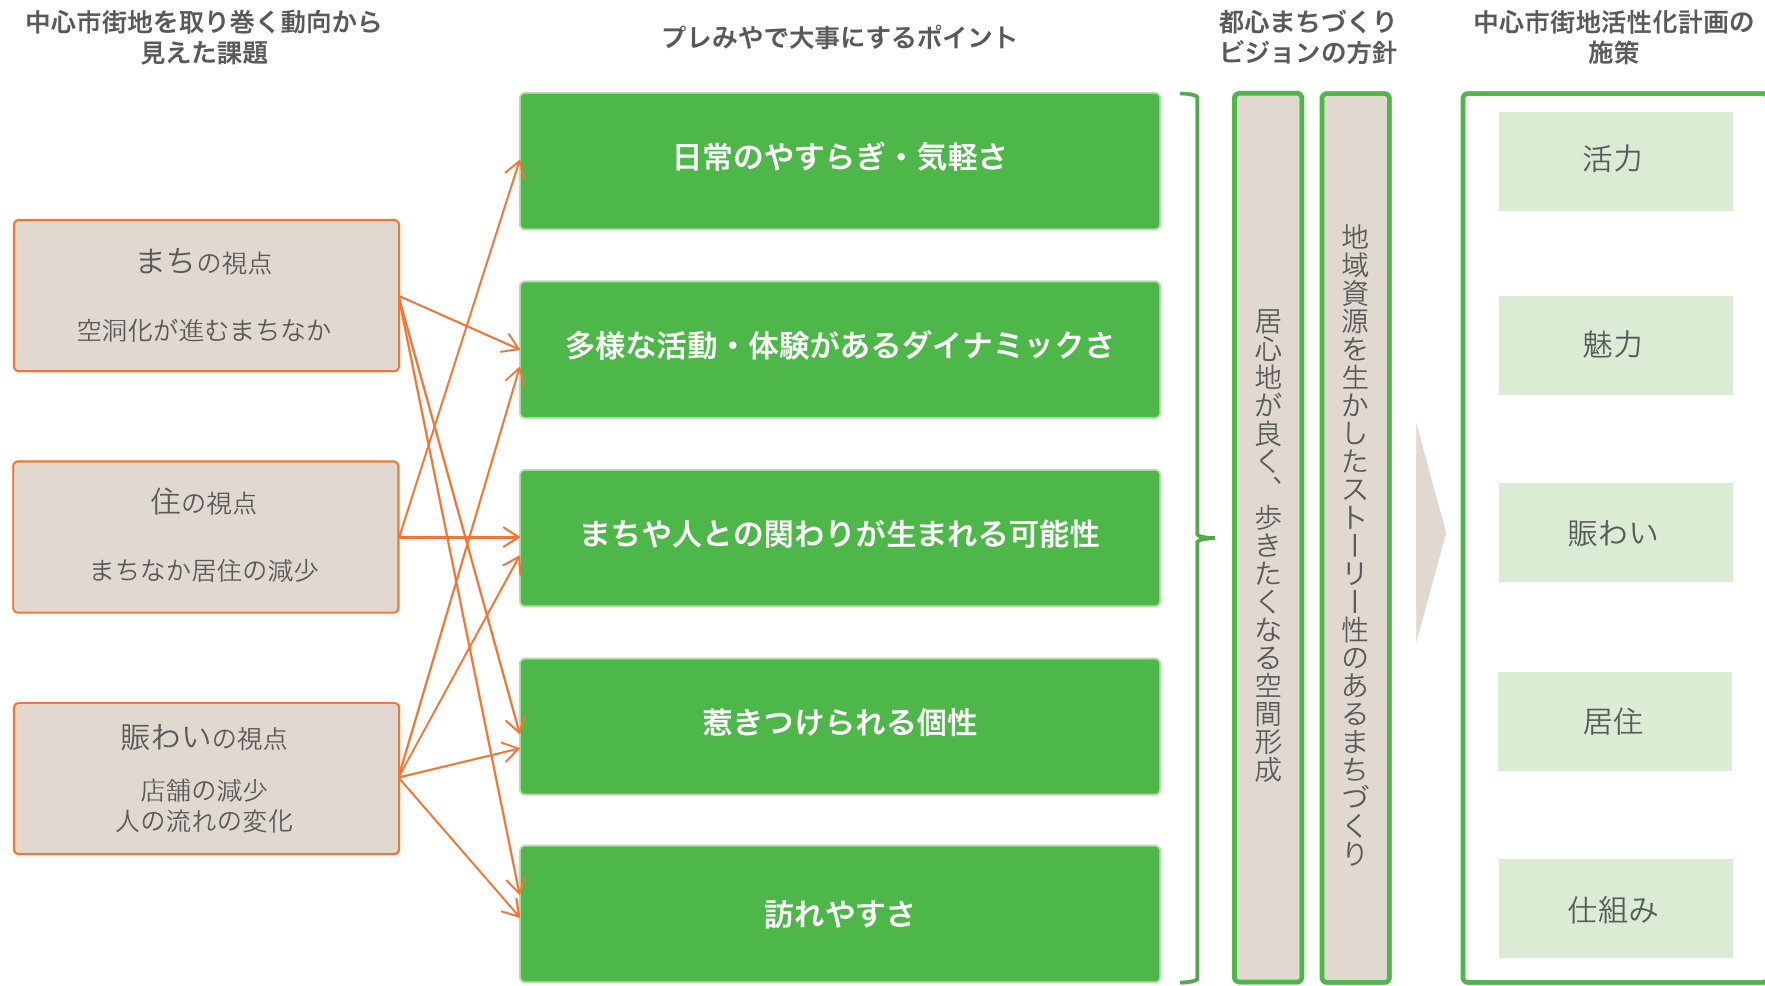 中心市街地を取り巻く動向から
見えた課題
プレみやで大事にするポイント
都心まちづくり
ビジョンの方針
中心市街地活性化計画の
施策
まちの視点
空洞化が進むまちなか
住の視点
まちなか居住の減少
賑わいの視点
店舗の減少
人の流れの変化
日常のやすらぎ・気軽さ
多様な活動・体験があるダイナミックさ
まちや人との関わりが生まれる可能性
惹きつけられる個性
訪れやすさ
居心地が良く、歩きたくなる空間形成
地域資源を生かしたストーリー性のあるまちづくり
活力
魅力
賑わい
居住
仕組み